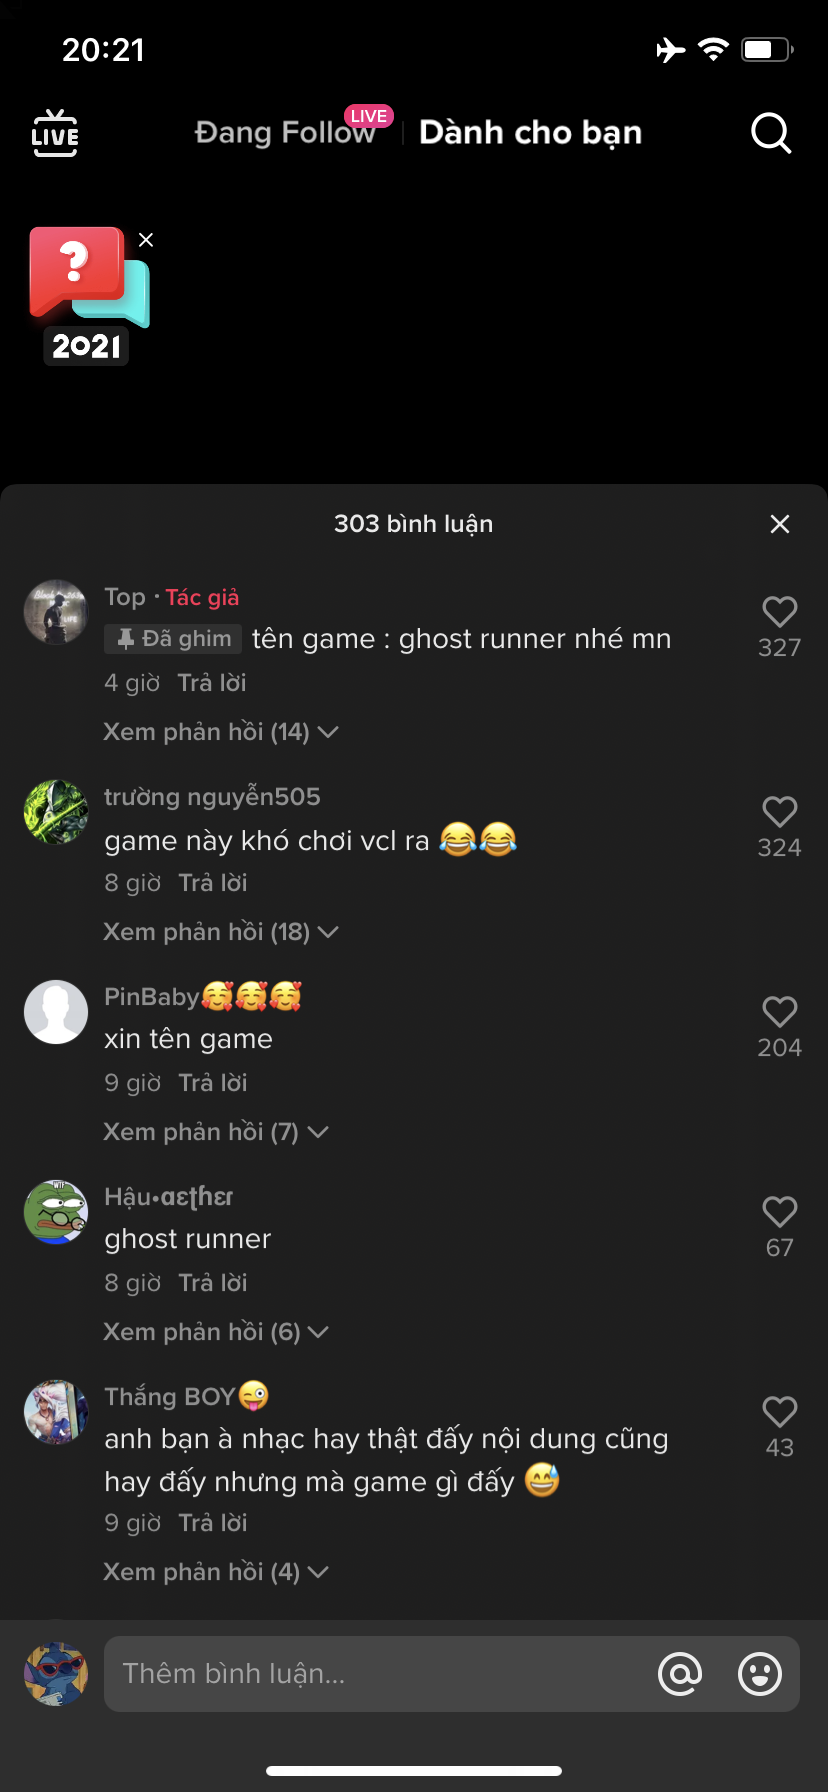 20:21
LIVE
Đang Follow LIVE Dành cho bạn
?
2021
303 bình luận
Top · Tác giả
Đã ghim tên game : ghost runner nhé mn
327
4 giờ Trả lời
Xem phản hồi (14)
trường nguyễn505
game này khó chơi vcl ra 😂😂
324
8 giờ Trả lời
Xem phản hồi (18)
PinBaby🥰🥰🥰
xin tên game
204
9 giờ Trả lời
Xem phản hồi (7)
Hậu•αεʈɦεɾ
ghost runner
67
8 giờ Trả lời
Xem phản hồi (6)
Thắng BOY😜
anh bạn à nhạc hay thật đấy nội dung cũng
hay đấy nhưng mà game gì đấy 😅
43
9 giờ Trả lời
Xem phản hồi (4)
Thêm bình luận...